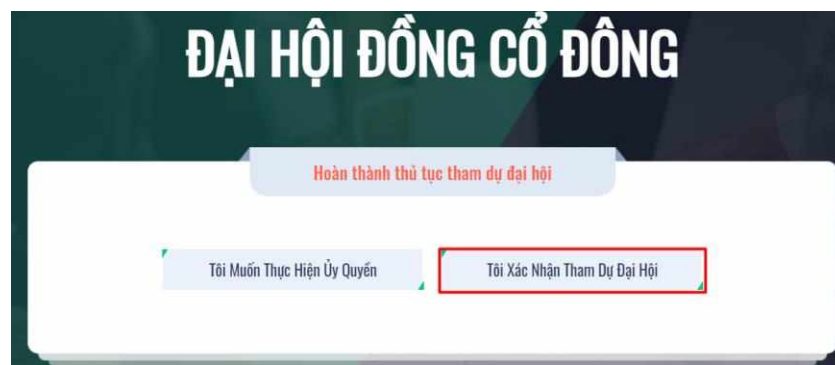 ĐẠI HỘI ĐỒNG CỔ ĐÔNG
Hoàn thành thủ tục tham dự đại hội
Tôi Muốn Thực Hiện Ủy Quyền
Tôi Xác Nhận Tham Dự Đại Hội